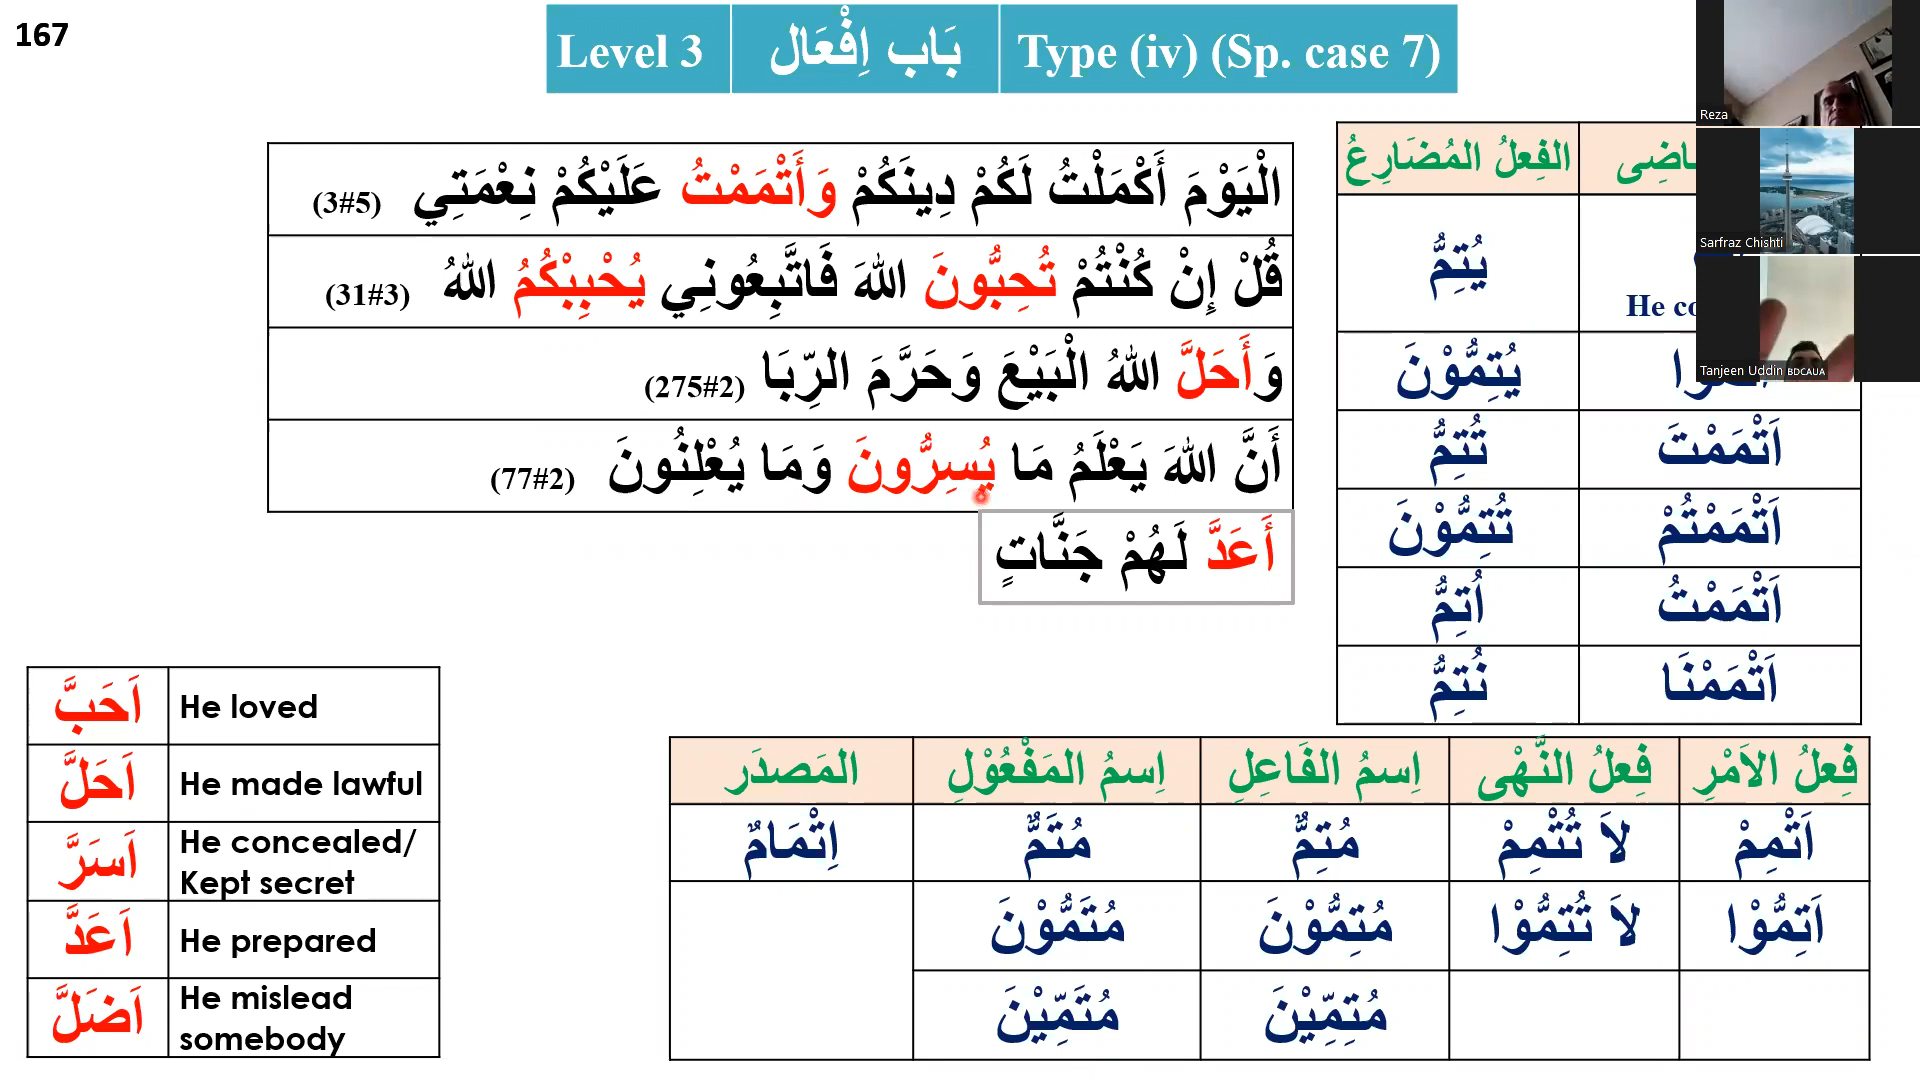 167
Level 3 بَاب اِفْعَال Type (iv) (Sp. case 7)
Reza
Sarfraz Chishti
Tanjeen Uddin BDCAUA
الْيَوْمَ أَكْمَلْتُ لَكُمْ دِينَكُمْ وَأَتْمَمْتُ عَلَيْكُمْ نِعْمَتِي (3#5)
قُلْ إِنْ كُنْتُمْ تُحِبُّونَ اللهَ فَاتَّبِعُونِي يُحْبِبْكُمُ اللهُ (31#3)
وَأَحَلَّ اللهُ الْبَيْعَ وَحَرَّمَ الرِّبَا (275#2)
أَنَّ اللهَ يَعْلَمُ مَا يُسِرُّونَ وَمَا يُعْلِنُونَ (77#2)
أَعَدَّ لَهُمْ جَنَّاتٍ
الفِعلُ المُضَارِعُ
يُتِمُّ
He
يُتِمُّوْنَ
اَتْمَمْتَ تُتِمُّ
اَتْمَمْتُمْ تُتِمُّوْنَ
اَتْمَمْتُ اُتِمُّ
اَتْمَمْنَا نُتِمُّ
اَحَبَّ He loved
اَحَلَّ He made lawful
اَسَرَّ He concealed/
Kept secret
اَعَدَّ He prepared
اَضَلَّ He mislead
somebody
فِعلُ الاَمْرِ فِعلُ النَّهْى اِسمُ الفَاعِلِ اِسمُ المَفْعُوْلِ المَصدَر
اَتْمِمْ لاَ تُتْمِمْ مُتِمٌّ مُتَمٌّ اِتْمَامٌ
اَتِمُّوْا لاَ تُتِمُّوْا مُتِمُّوْنَ مُتَمُّوْنَ
مُتِمِّيْنَ مُتَمِّيْنَ